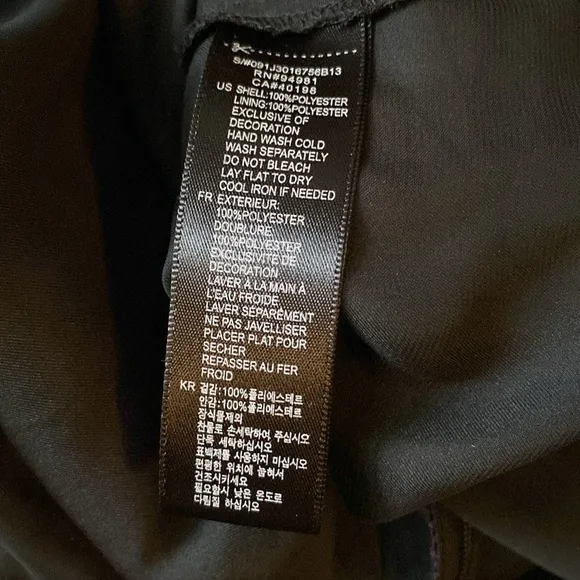 S/#091J3016756B13
RN#94981
CA#40198
US SHELL:100%POLYESTER
LINING:100%POLYESTER
EXCLUSIVE OF
DECORATION
HAND WASH COLD
WASH SEPARATELY
DO NOT BLEACH
LAY FLAT TO DRY
COOL IRON IF NEEDED
FR EXTERIEUR:
100%POLYESTER
DOUBLURE
100%POLYESTER
EXCLUSIVITE DE
DECORATION
LAVER À LA MAIN À
L'EAU FROIDE
LAVER SÉPARÉMENT
NE PAS JAVELLISER
PLACER PLAT POUR
SECHER
REPASSER AU FER
FROID
KR 겉감:100%폴리에스테르
안감:100%폴리에스테르
장식물제외
찬물로 손세탁하여 주십시오
단독 세탁하십시오
표백제를 사용하지 마십시오
편평한 위치에 눕혀서
건조시키세요
필요할시 낮은 온도로
다림질 하십시오